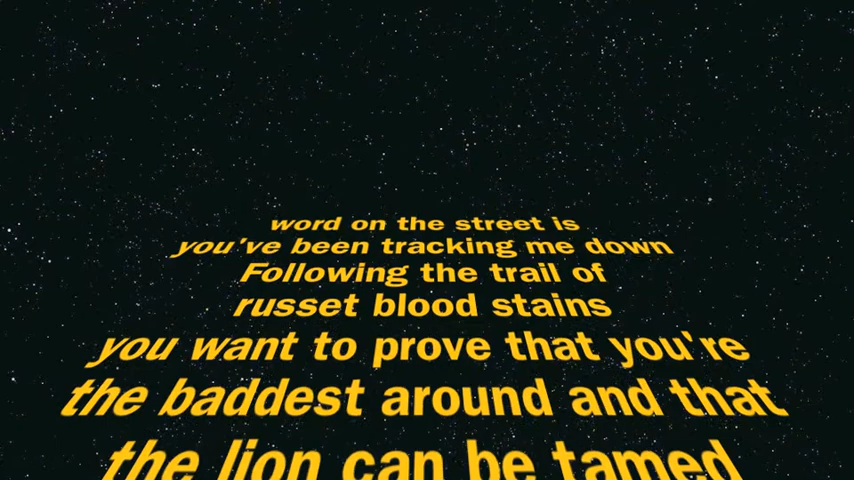 word on the street is
you've been tracking me down
Following the trail of
russet blood stains
you want to prove that you're
the baddest around and that
the lion can be tamed